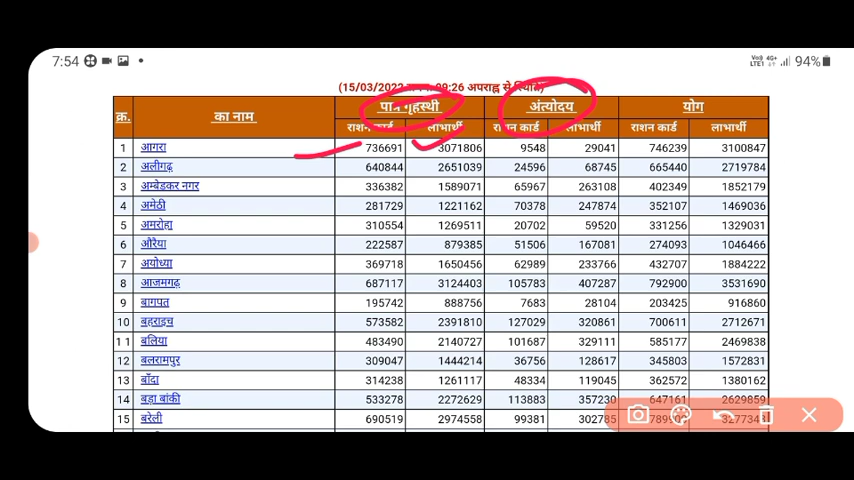 7:54 94%
(15/03/2022 09:26 अपराह्न से स्थिति)
क्र. का नाम पात्र गृहस्थी अंत्योदय योग
राशन कार्ड लाभार्थी राशन कार्ड लाभार्थी राशन कार्ड लाभार्थी
1 आगरा 736691 3071806 9548 29041 746239 3100847
2 अलीगढ़ 640844 2651039 24596 68745 665440 2719784
3 अम्बेडकर नगर 336382 1589071 65967 263108 402349 1852179
4 अमेठी 281729 1221162 70378 247874 352107 1469036
5 अमरोहा 310554 1269511 20702 59520 331256 1329031
6 औरैया 222587 879385 51506 167081 274093 1046466
7 अयोध्या 369718 1650456 62989 233766 432707 1884222
8 आजमगढ़ 687117 3124403 105783 407287 792900 3531690
9 बागपत 195742 888756 7683 28104 203425 916860
10 बहराइच 573582 2391810 127029 320861 700611 2712671
11 बलिया 483490 2140727 101687 329111 585177 2469838
12 बलरामपुर 309047 1444214 36756 128617 345803 1572831
13 बाँदा 314238 1261117 48334 119045 362572 1380162
14 बड़ा बांकी 533278 2272629 113883 357230 647161 2629859
15 बरेली 690519 2974558 99381 302785